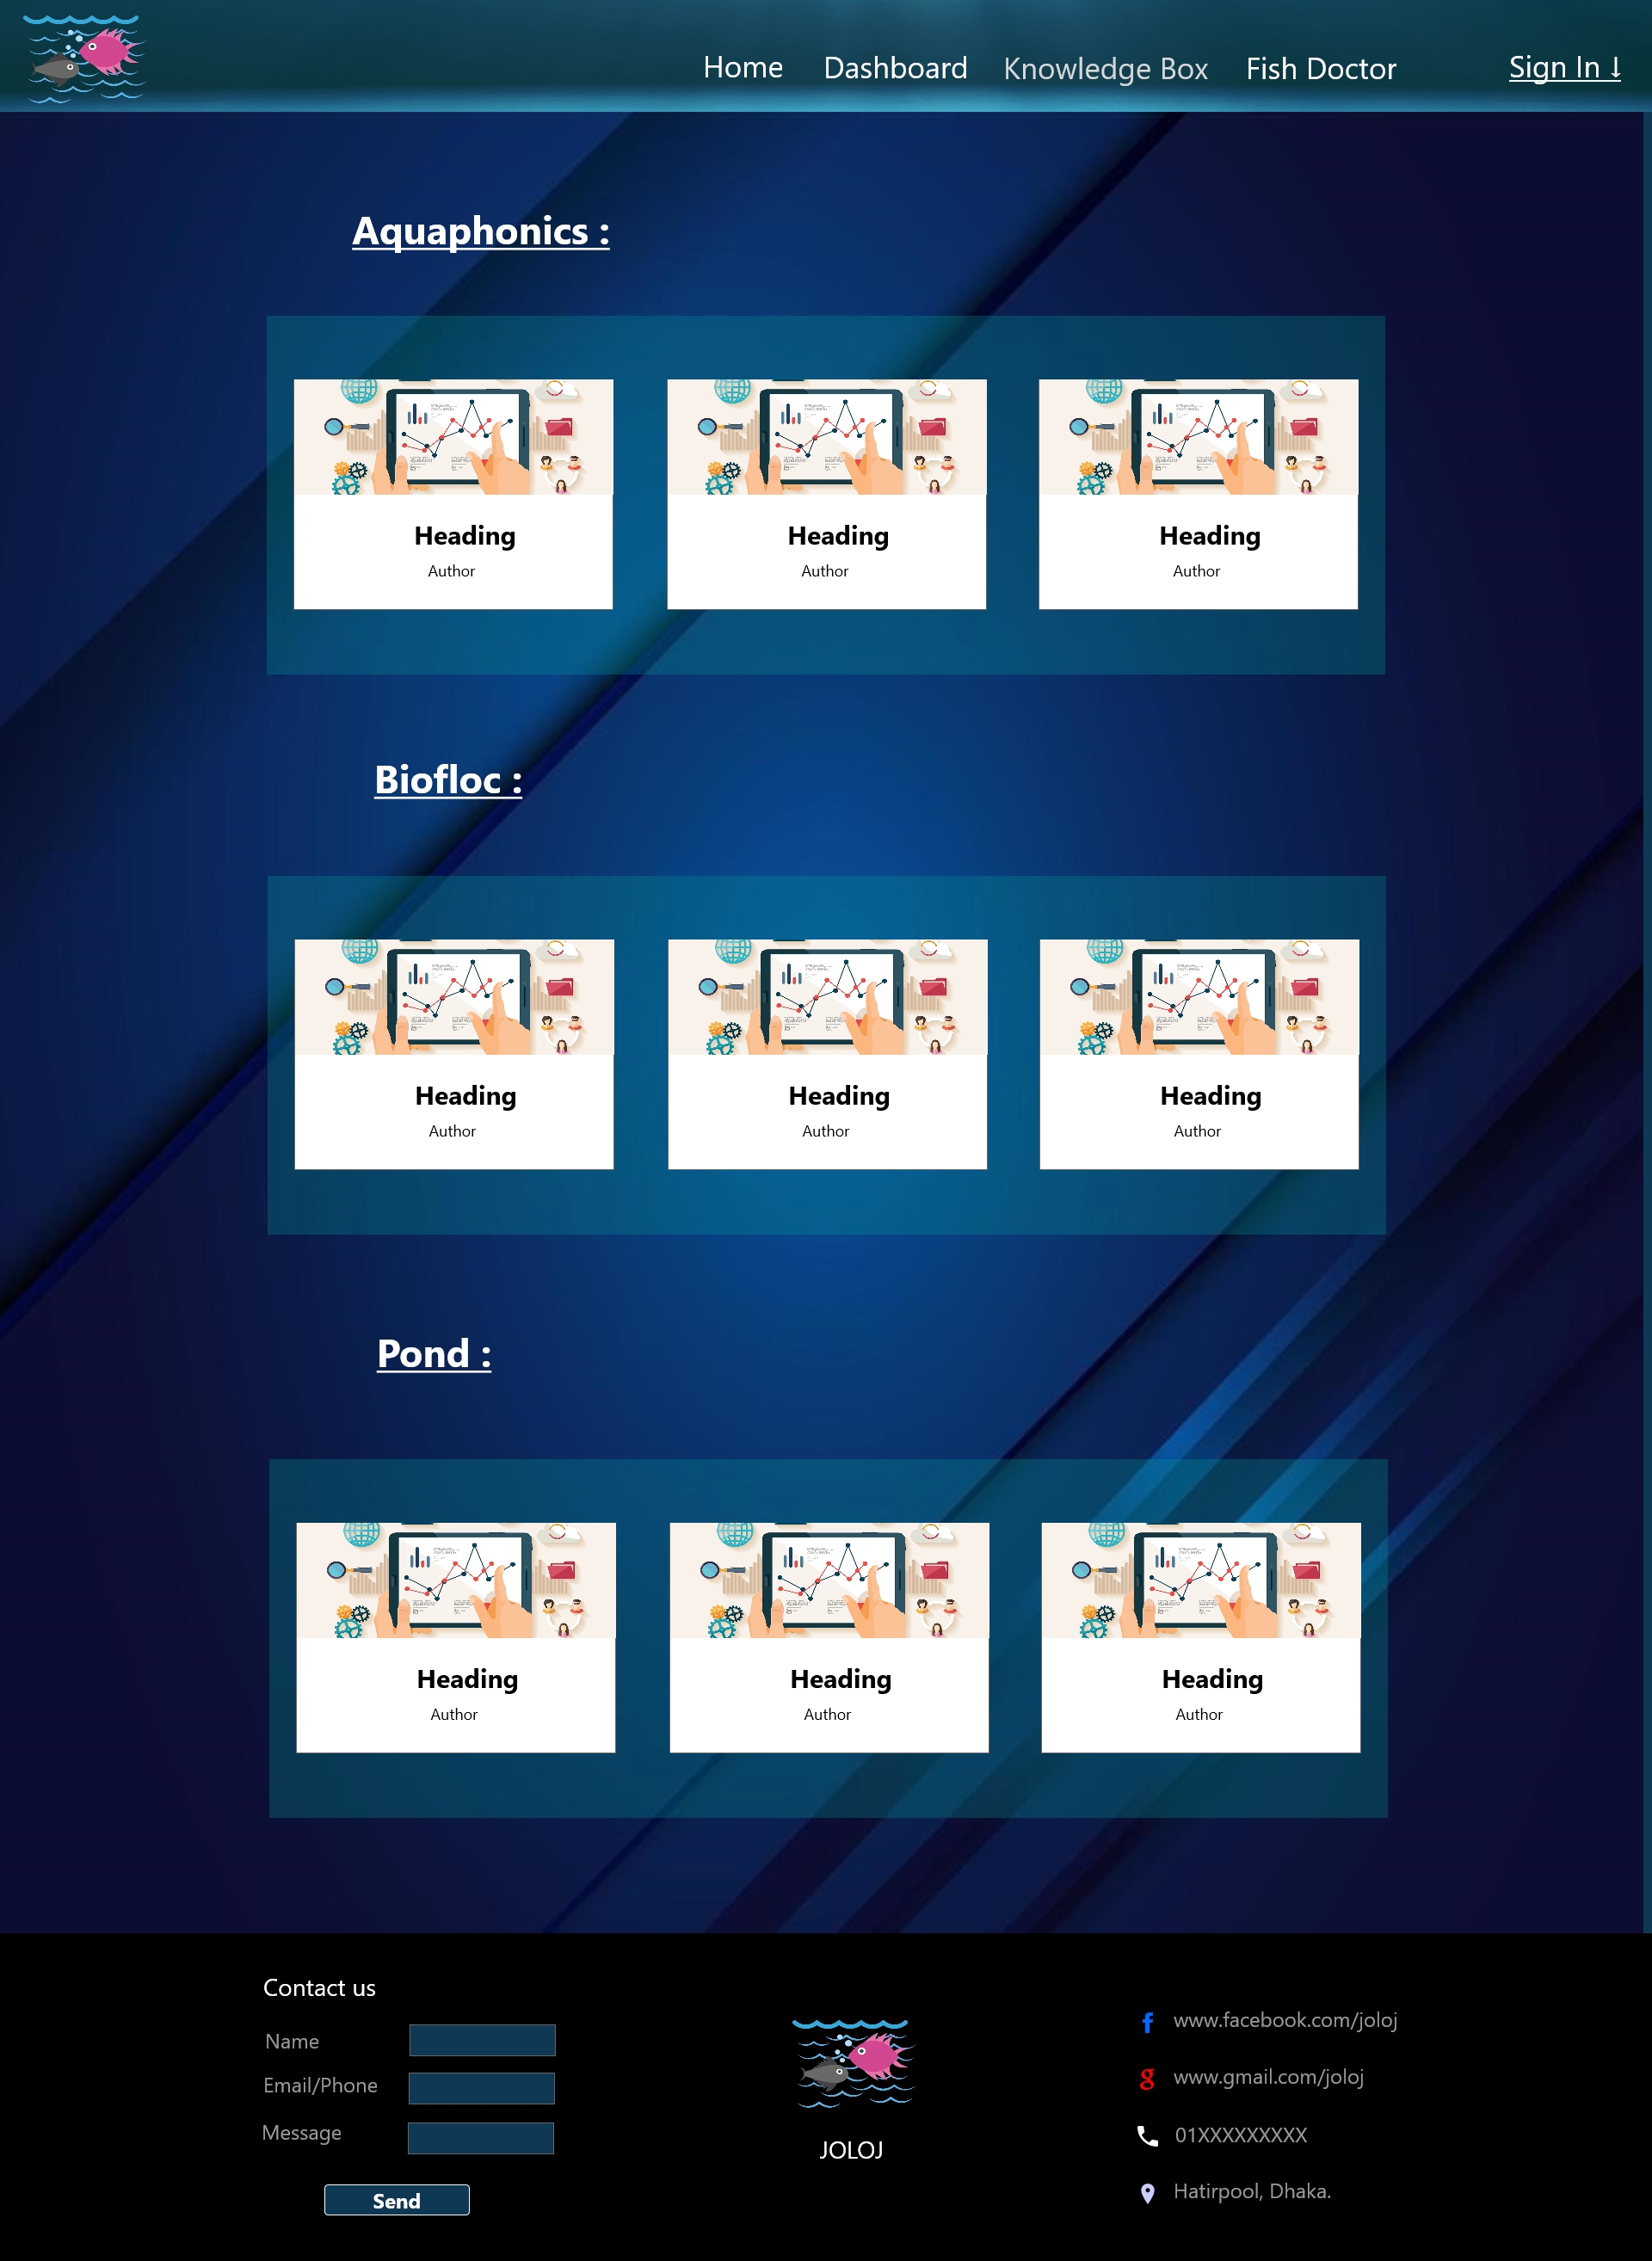 Home Dashboard Knowledge Box Fish Doctor Sign In ↓
Aquaphonics :
Heading Heading Heading
Author Author Author
Biofloc :
Heading Heading Heading
Author Author Author
Pond :
Heading Heading Heading
Author Author Author
Contact us
Name
Email/Phone
Message
Send
JOLOJ
www.facebook.com/joloj
g www.gmail.com/joloj
01XXXXXXXXX
Hatirpool, Dhaka.